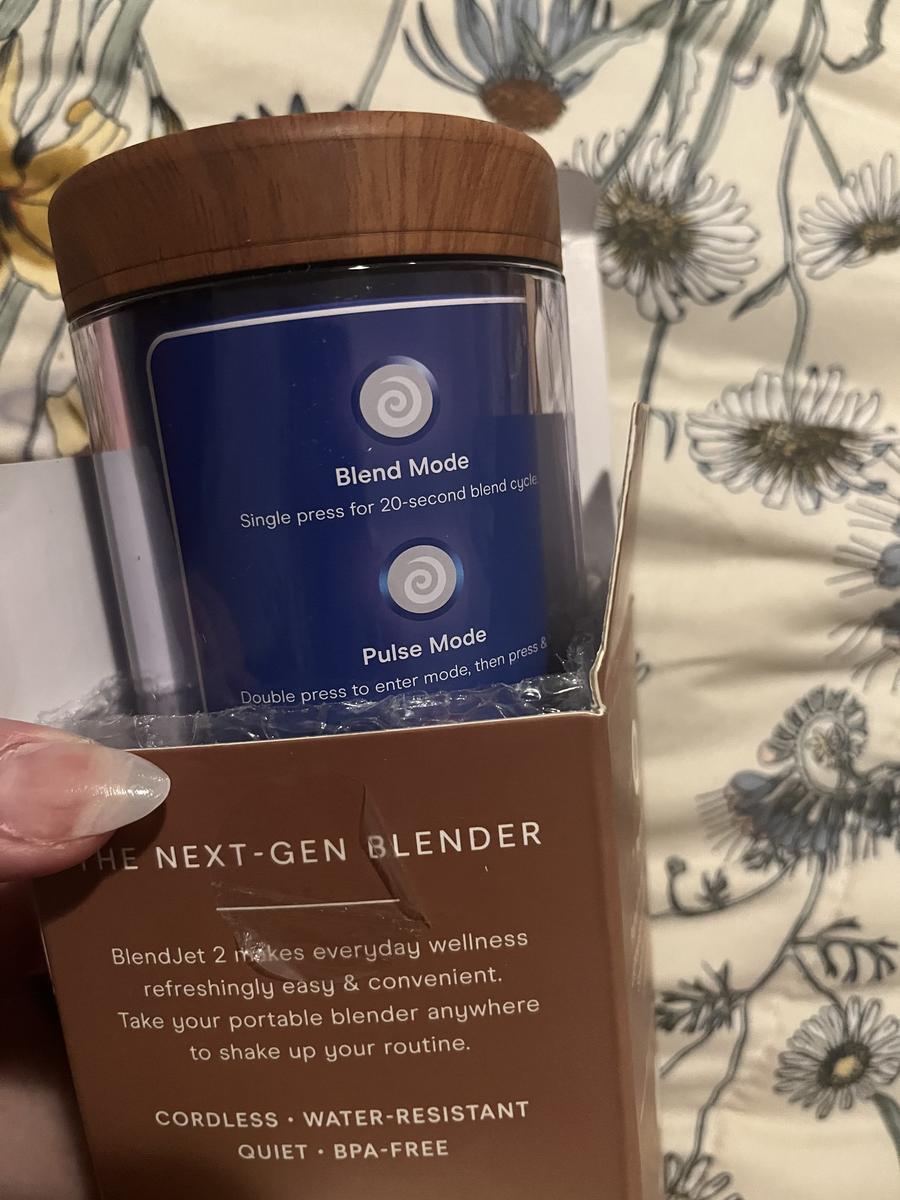 Blend Mode
Single press for 20-second blend cycle.
Pulse Mode
Double press to enter mode, then press &
THE NEXT-GEN BLENDER
BlendJet 2 makes everyday wellness
refreshingly easy & convenient.
Take your portable blender anywhere
to shake up your routine.
CORDLESS • WATER-RESISTANT
QUIET • BPA-FREE